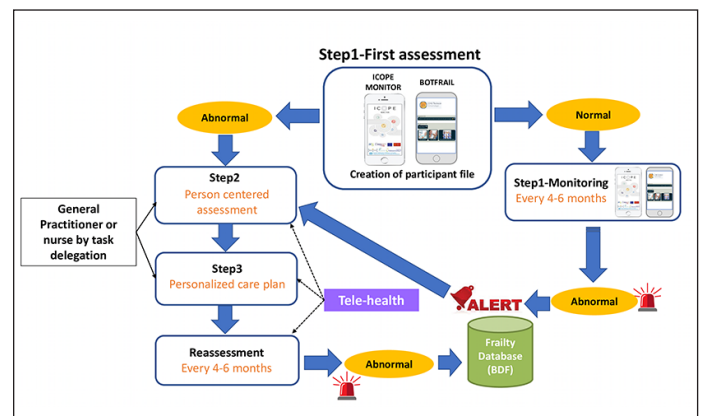 Step1-First assessment
ICOPE
MONITOR
BOTFRAIL
ICOPE
Creation of participant file
Abnormal
Normal
Step2
Person centered
assessment
Step1-Monitoring
Every 4-6 months
General
Practitioner or
nurse by task
delegation
Step3
Personalized care plan
Tele-health
ALERT
Abnormal
Reassessment
Every 4-6 months
Abnormal
Frailty
Database
(BDF)